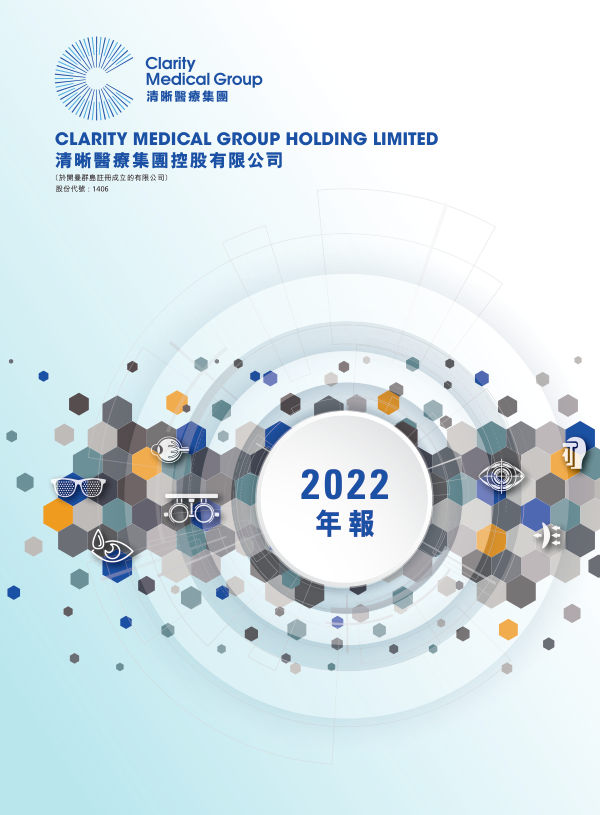 Clarity
Medical Group
清晰醫療集團
CLARITY MEDICAL GROUP HOLDING LIMITED
清晰醫療集團控股有限公司
(於開曼群島註冊成立的有限公司)
股份代號：1406
2022
年報